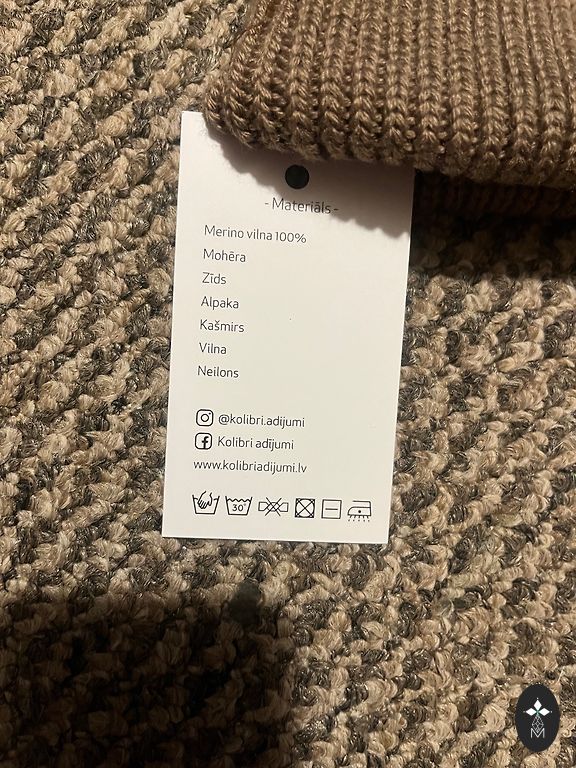 - Materiāls -
Merino vilna 100%
Mohēra
Zīds
Alpaka
Kašmirs
Vilna
Neilons
@kolibri.adijumi
Kolibri adījumi
www.kolibriadijumi.lv
30°